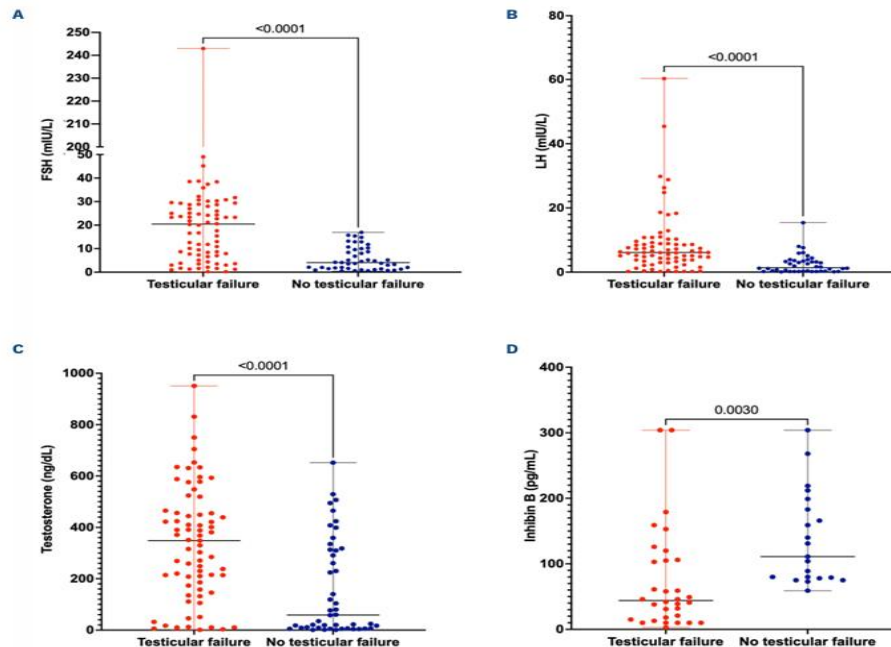 A
<0.0001
250
240
230
220
210
200
50
40
30
20
10
0
FSH (mIU/L)
Testicular failure No testicular failure
B
<0.0001
80
60
40
20
0
LH (mIU/L)
Testicular failure No testicular failure
C
<0.0001
1000
800
600
400
200
0
Testosterone (ng/dL)
Testicular failure No testicular failure
D
0.0030
400
300
200
100
0
Inhibin B (pg/mL)
Testicular failure No testicular failure